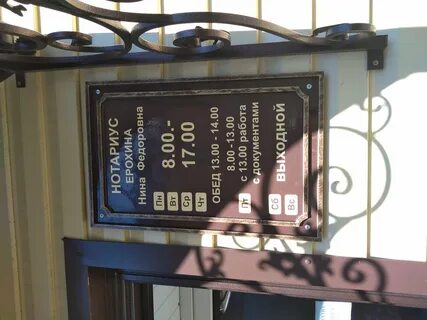 НОТАРИУС
ЕРОХИНА
Нина Федоровна
Пн
Вт
Ср
Чт
8.00.-
17.00
ОБЕД 13.00 - 14.00
Пт
8.00 -13.00
с 13.00 работа
с документами
Сб
Вс
ВЫХОДНОЙ